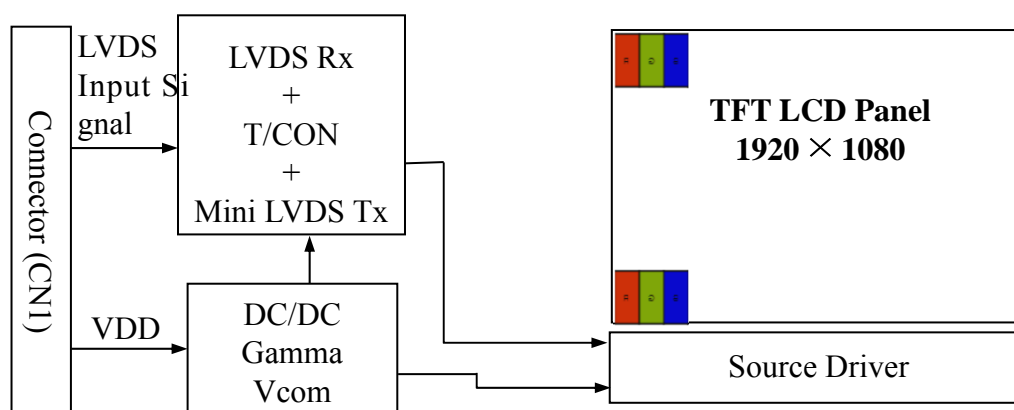 Connector (CN1)
LVDS
Input Si
gnal
VDD
LVDS Rx
+
T/CON
+
Mini LVDS Tx
DC/DC
Gamma
Vcom
G
TFT LCD Panel
1920 × 1080
G
Source Driver